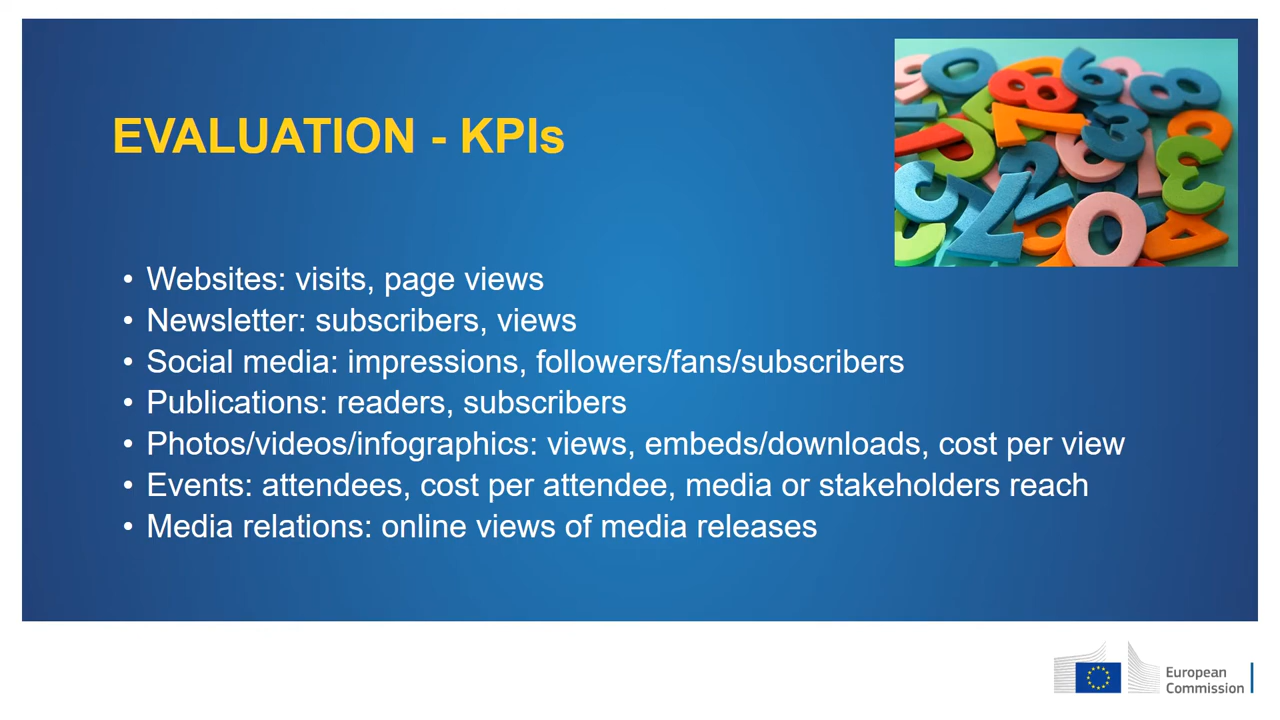 EVALUATION - KPIs
• Websites: visits, page views
• Newsletter: subscribers, views
• Social media: impressions, followers/fans/subscribers
• Publications: readers, subscribers
• Photos/videos/infographics: views, embeds/downloads, cost per view
• Events: attendees, cost per attendee, media or stakeholders reach
• Media relations: online views of media releases
European
Commission